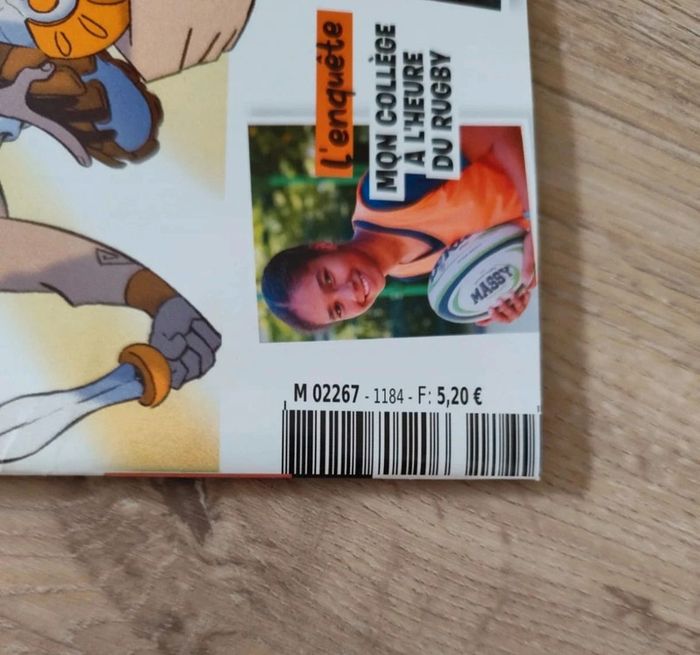 L'enquête
MON COLLÈGE
À L'HEURE
DU RUGBY
MASSY
M 02267 - 1184 - F: 5,20 €